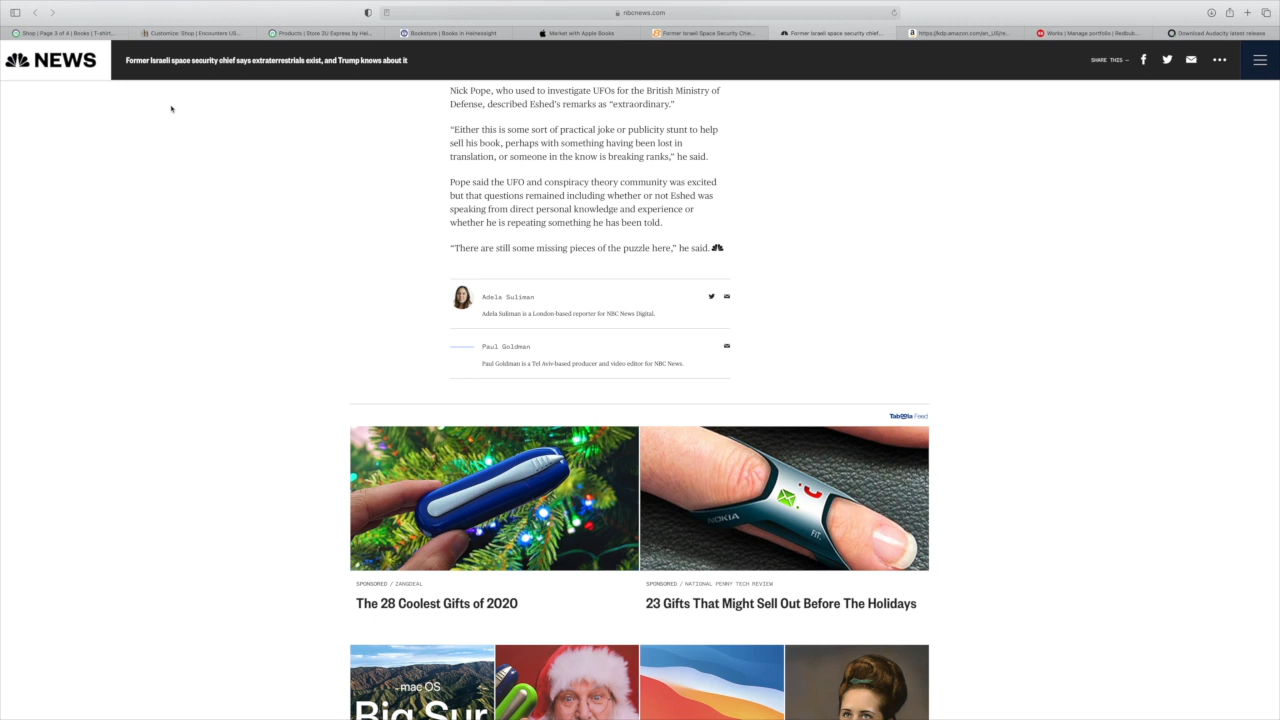 nbcnews.com
Shop | Page 3 of 4 | Books | T-shirt,...
Customize: Shop | Encounters US...
Products | Store 3U Express by Hei...
Bookstore | Books in Heinessight
Market with Apple Books
Former Israeli Space Security Chie...
Former Israeli space security chief...
https://kdp.amazon.com/en_US/re...
Works | Manage portfolio | Redbub...
Download Audacity latest release
NEWS
Former Israeli space security chief says extraterrestrials exist, and Trump knows about it
SHARE THIS —
Nick Pope, who used to investigate UFOs for the British Ministry of
Defense, described Eshed's remarks as “extraordinary.”
“Either this is some sort of practical joke or publicity stunt to help
sell his book, perhaps with something having been lost in
translation, or someone in the know is breaking ranks,” he said.
Pope said the UFO and conspiracy theory community was excited
but that questions remained including whether or not Eshed was
speaking from direct personal knowledge and experience or
whether he is repeating something he has been told.
“There are still some missing pieces of the puzzle here,” he said.
Adela Suliman
Adela Suliman is a London-based reporter for NBC News Digital.
Paul Goldman
Paul Goldman is a Tel Aviv-based producer and video editor for NBC News.
Taboola Feed
NOKIA
FIT.
SPONSORED / ZANGDEAL
The 28 Coolest Gifts of 2020
SPONSORED / NATIONAL PENNY TECH REVIEW
23 Gifts That Might Sell Out Before The Holidays
mac OS
Big Sur